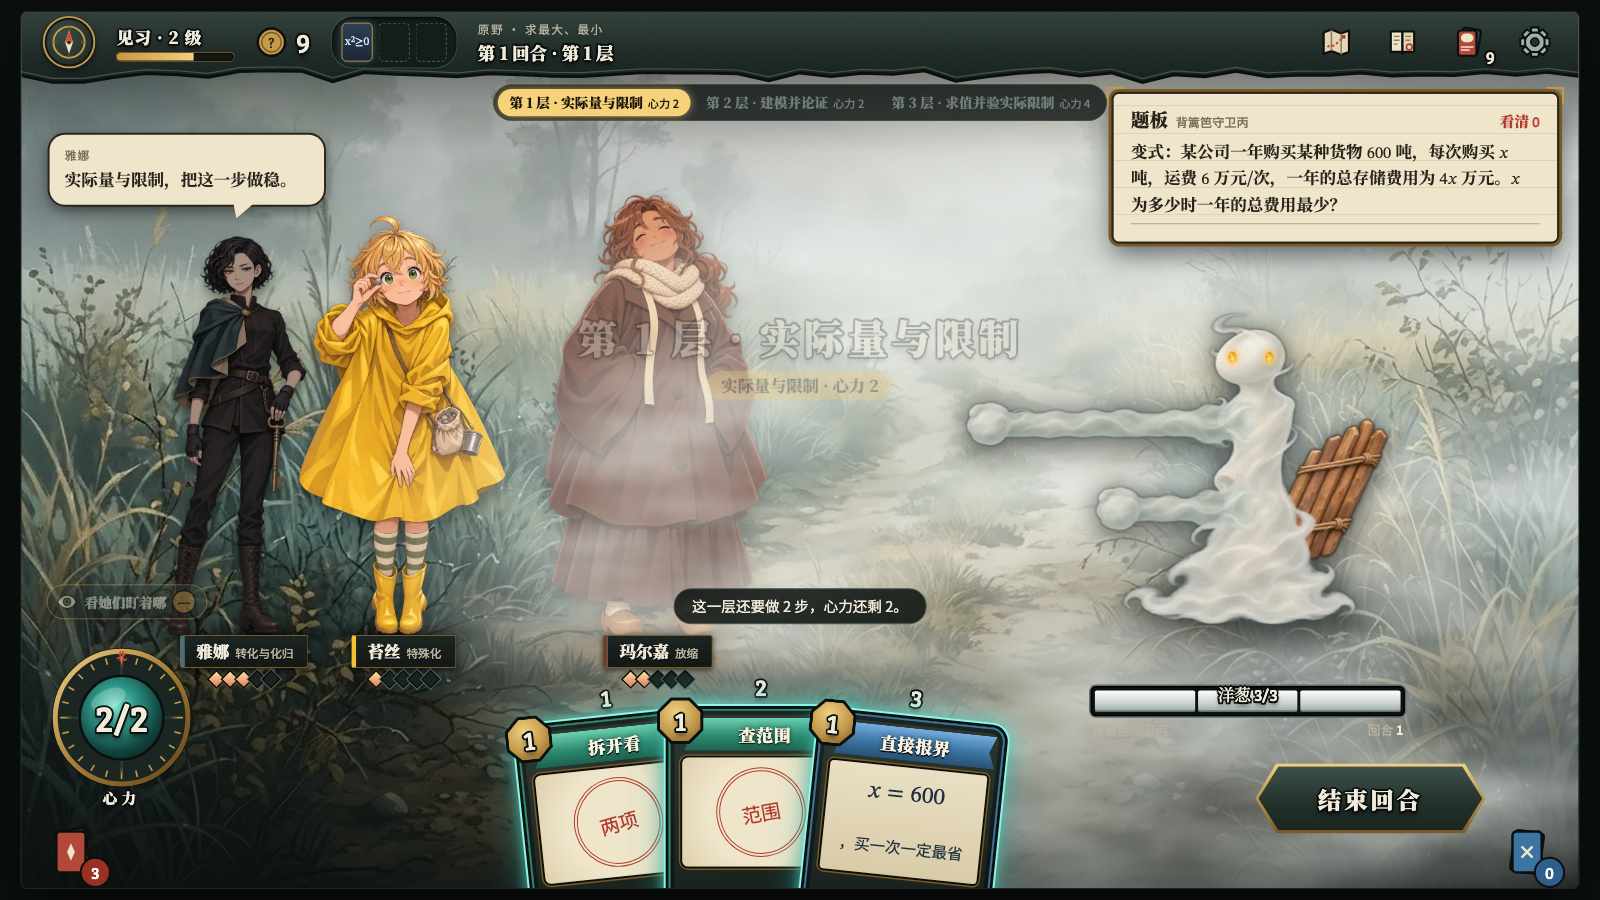 见习 · 2 级
9
x²≥0
原野 · 求最大、最小
第 1 回合 · 第 1 层
9
第 1 层 · 实际量与限制 心力 2
第 2 层 · 建模并论证 心力 2
第 3 层 · 求值并验实际限制 心力 4
题板 背篱笆守卫丙
看清 0
变式：某公司一年购买某种货物 600 吨，每次购买 x
吨，运费 6 万元/次，一年的总存储费用为 4x 万元。x
为多少时一年的总费用最少？
雅娜
实际量与限制，把这一步做稳。
第 1 层 · 实际量与限制
实际量与限制 · 心力 2
看她们盯着哪
这一层还要做 2 步，心力还剩 2。
雅娜 转化与化归
苔丝 特殊化
玛尔嘉 放缩
2/2
心力
3
1
1
拆开看
两项
2
1
查范围
范围
3
1
直接报界
x = 600
，买一次一定最省
洋葱 3/3
回合 1
结束回合
0